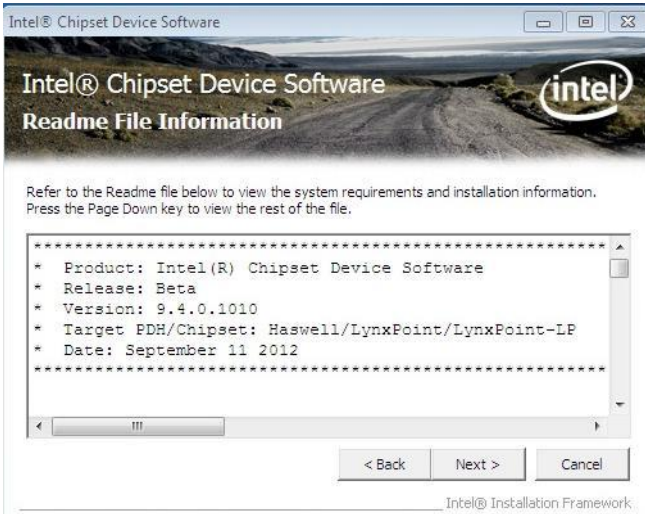 Intel® Chipset Device Software
Intel® Chipset Device Software
intel
Readme File Information
Refer to the Readme file below to view the system requirements and installation information.
Press the Page Down key to view the rest of the file.
************************************************************
* Product: Intel(R) Chipset Device Software
* Release: Beta
* Version: 9.4.0.1010
* Target PDH/Chipset: Haswell/LynxPoint/LynxPoint-LP
* Date: September 11 2012
************************************************************
< Back Next > Cancel
Intel® Installation Framework